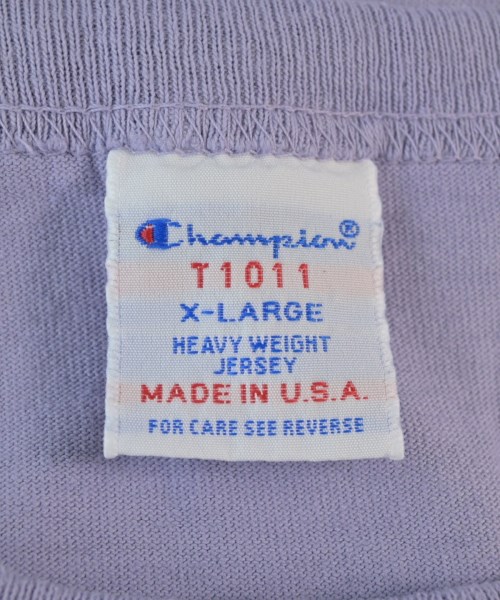 Champion®
T1011
X-LARGE
HEAVY WEIGHT
JERSEY
MADE IN U.S.A.
FOR CARE SEE REVERSE